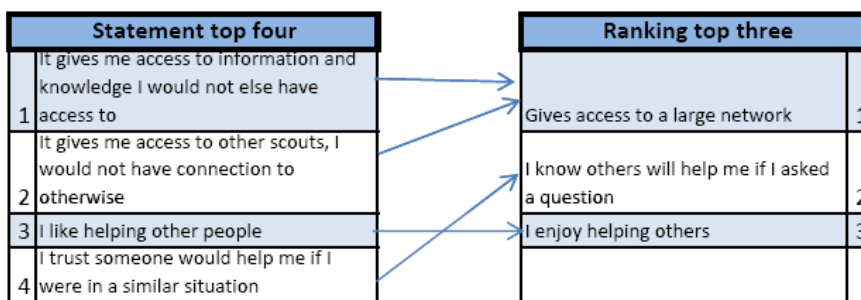 Statement top four
Ranking top three
It gives me access to information and
knowledge I would not else have
1 access to
Gives access to a large network 1
It gives me access to other scouts, I
would not have connection to
2 otherwise
I know others will help me if I asked
a question 2
3 I like helping other people
I enjoy helping others 3
I trust someone would help me if I
4 were in a similar situation